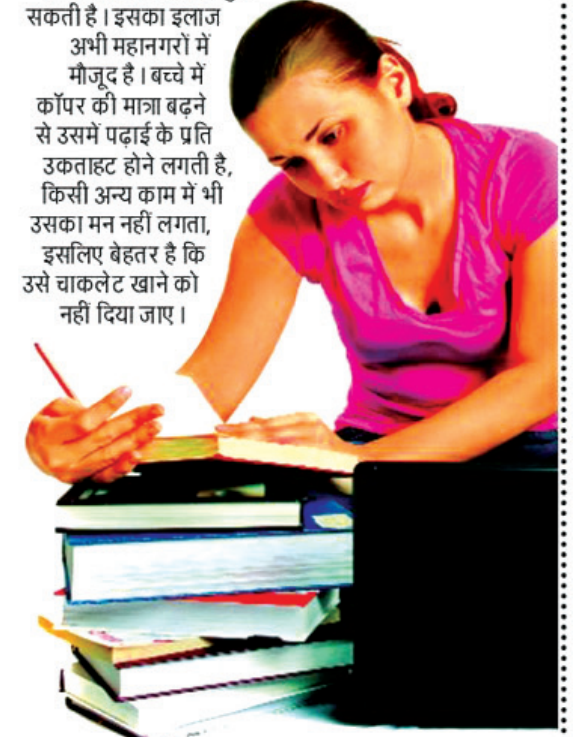 सकती है। इसका इलाज
अभी महानगरों में
मौजूद है। बच्चे में
कॉपर की मात्रा बढ़ने
से उसमें पढ़ाई के प्रति
उकताहट होने लगती है,
किसी अन्य काम में भी
उसका मन नहीं लगता,
इसलिए बेहतर है कि
उसे चाकलेट खाने को
नहीं दिया जाए।